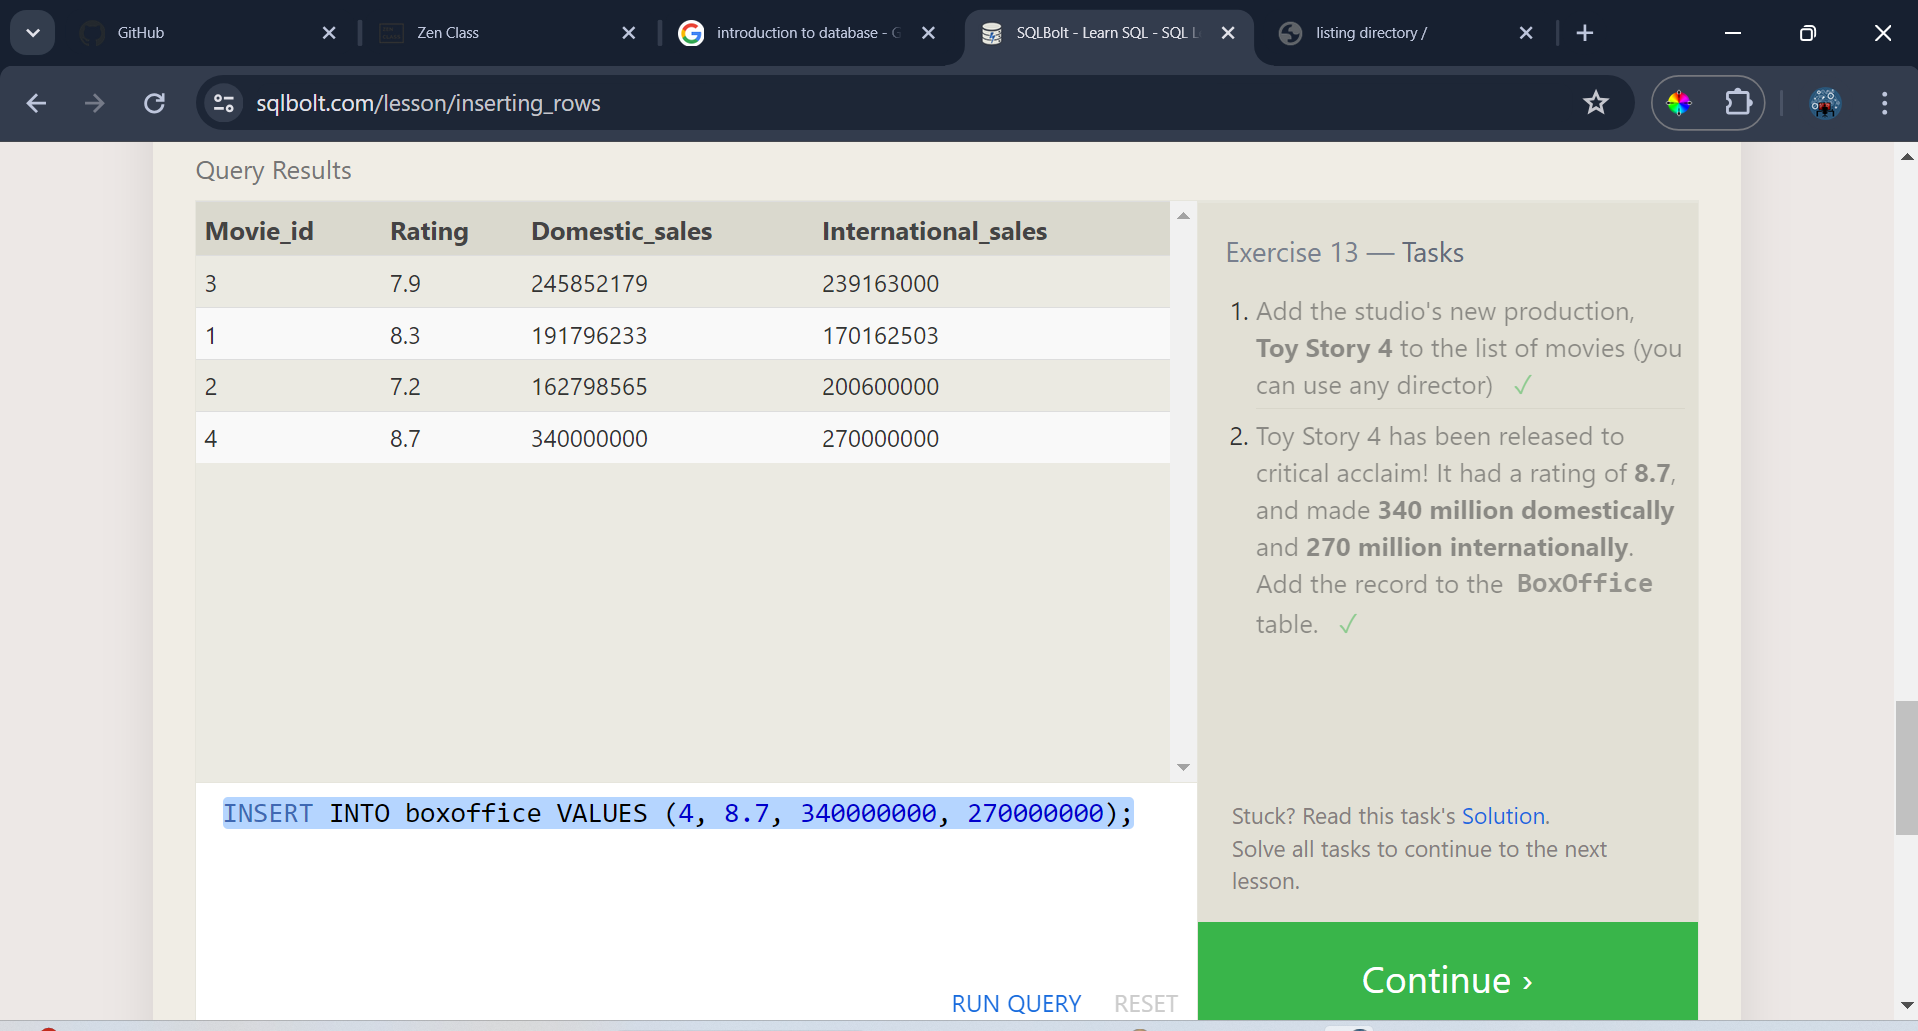 GitHub
Zen Class
introduction to database - G
SQLBolt - Learn SQL - SQL L
listing directory /
sqlbolt.com/lesson/inserting_rows
Query Results
Movie_id Rating Domestic_sales International_sales
3 7.9 245852179 239163000
1 8.3 191796233 170162503
2 7.2 162798565 200600000
4 8.7 340000000 270000000
INSERT INTO boxoffice VALUES (4, 8.7, 340000000, 270000000);
RUN QUERY RESET
Exercise 13 — Tasks
1. Add the studio's new production,
Toy Story 4 to the list of movies (you
can use any director) ✓
2. Toy Story 4 has been released to
critical acclaim! It had a rating of 8.7,
and made 340 million domestically
and 270 million internationally.
Add the record to the BoxOffice
table. ✓
Stuck? Read this task's Solution.
Solve all tasks to continue to the next
lesson.
Continue ›